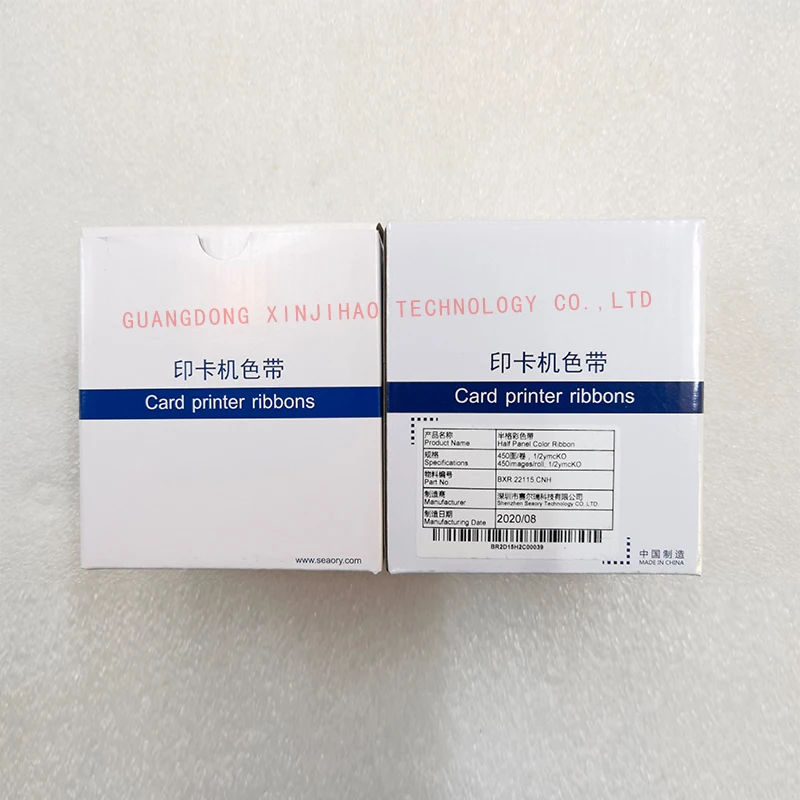 GUANGDONG XINJIHAO TECHNOLOGY CO.,LTD
印卡机色带
Card printer ribbons
www.seaory.com
印卡机色带
Card printer ribbons
产品名称 半格彩色带
Product Name Half Panel Color Ribbon
规格 450面/卷，1/2ymcKO
Specifications 450images/roll, 1/2ymcKO
物料编号
Part No. BXR 22115 CNH
制造商 深圳市赛尔瑞科技有限公司
Manufacturer Shenzhen Seaory Technology CO, LTD.
制造日期
Manufacturing Date 2020/08
BR2D15H2C00039
中国制造
MADE IN CHINA